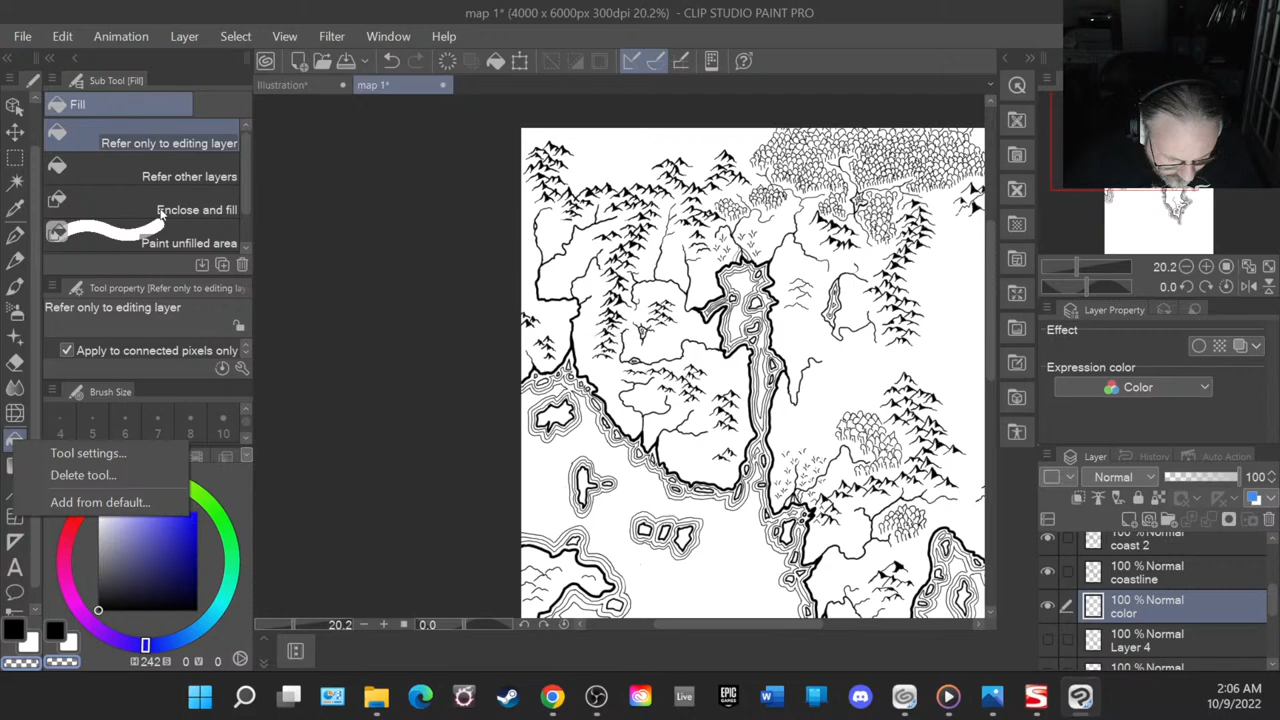 map 1* (4000 x 6000px 300dpi 20.2%) - CLIP STUDIO PAINT PRO
File Edit Animation Layer Select View Filter Window Help
Sub Tool [Fill]
Illustration* map 1*
Fill
Refer only to editing layer
Refer other layers
Enclose and fill
Paint unfilled area
Tool property [Refer only to editing la
Refer only to editing layer
Apply to connected pixels only
Brush Size
4 5 6 7 8 10
Tool settings...
Delete tool...
Add from default...
H 242 S 0 V 0
20.2 0.0
20.2
0.0
Layer Property
Effect
Expression color
Color
Layer History Auto Action
Normal 100
coast 2
100 % Normal
coastline
100 % Normal
color
100 % Normal
Layer 4
100 % Normal
A
EPIC GAMES
Live
W
S
2:06 AM
10/9/2022